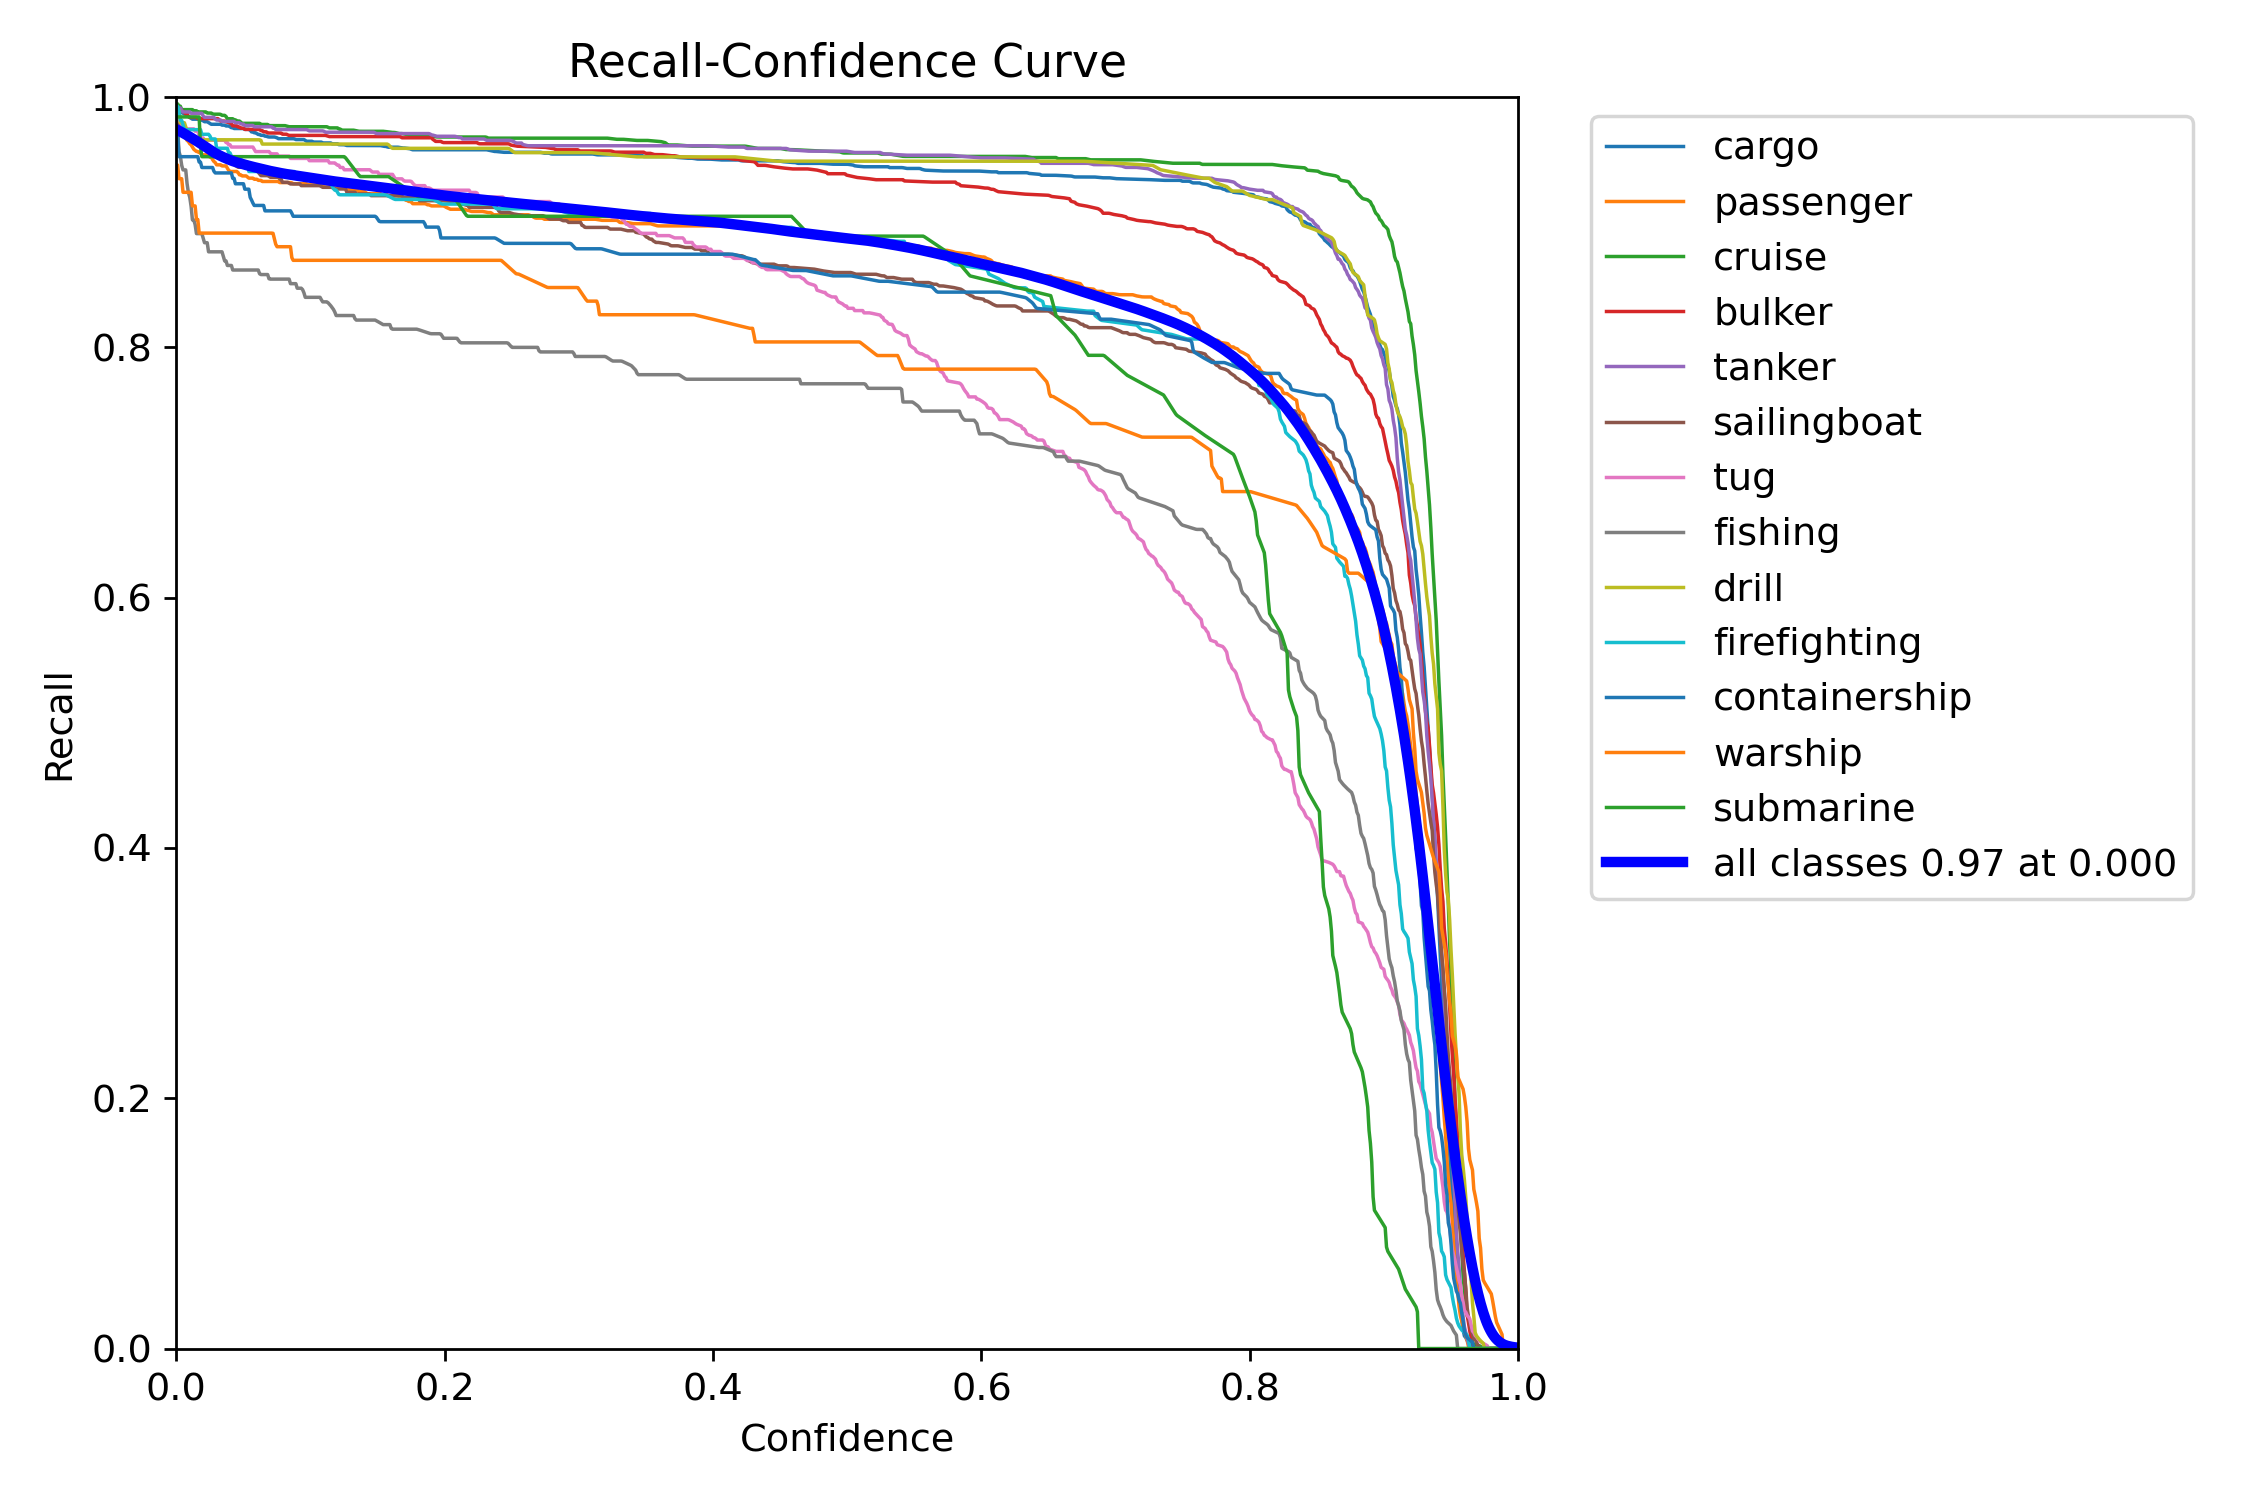 Recall-Confidence Curve
1.0
0.8
0.6
0.4
0.2
0.0
Recall
0.0 0.2 0.4 0.6 0.8 1.0
Confidence
cargo
passenger
cruise
bulker
tanker
sailingboat
tug
fishing
drill
firefighting
containership
warship
submarine
all classes 0.97 at 0.000